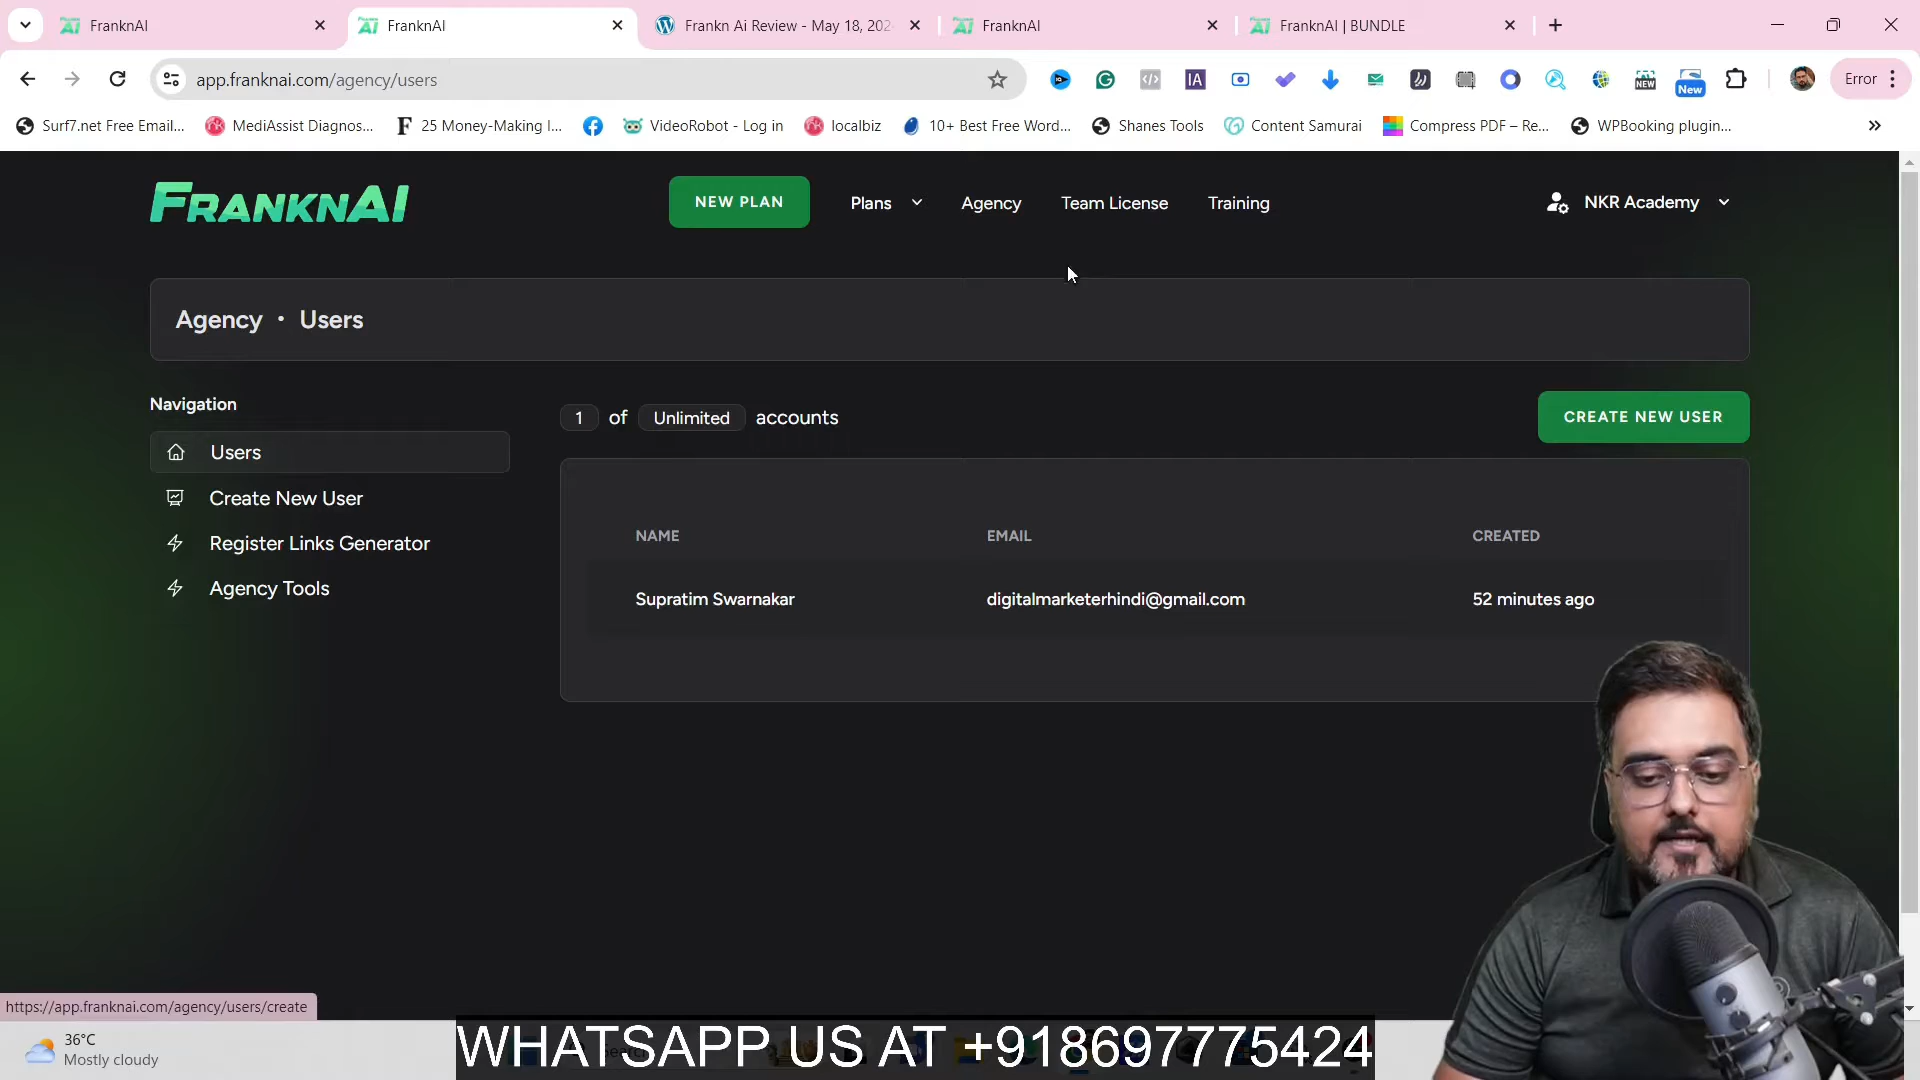 FranknAI
FranknAI
Frankn Ai Review - May 18, 202
FranknAI
FranknAI | BUNDLE
app.franknai.com/agency/users
IA
NEW
New
Error
Surf7.net Free Email...
MediAssist Diagnos...
25 Money-Making I...
VideoRobot - Log in
localbiz
10+ Best Free Word...
Shanes Tools
Content Samurai
Compress PDF – Re...
WPBooking plugin...
FRANKNAI
NEW PLAN
Plans
Agency
Team License
Training
NKR Academy
Agency • Users
Navigation
Users
Create New User
Register Links Generator
Agency Tools
1 of Unlimited accounts
CREATE NEW USER
NAME
EMAIL
CREATED
Supratim Swarnakar
digitalmarketerhindi@gmail.com
52 minutes ago
https://app.franknai.com/agency/users/create
36°C
Mostly cloudy
WHATSAPP US AT +918697775424